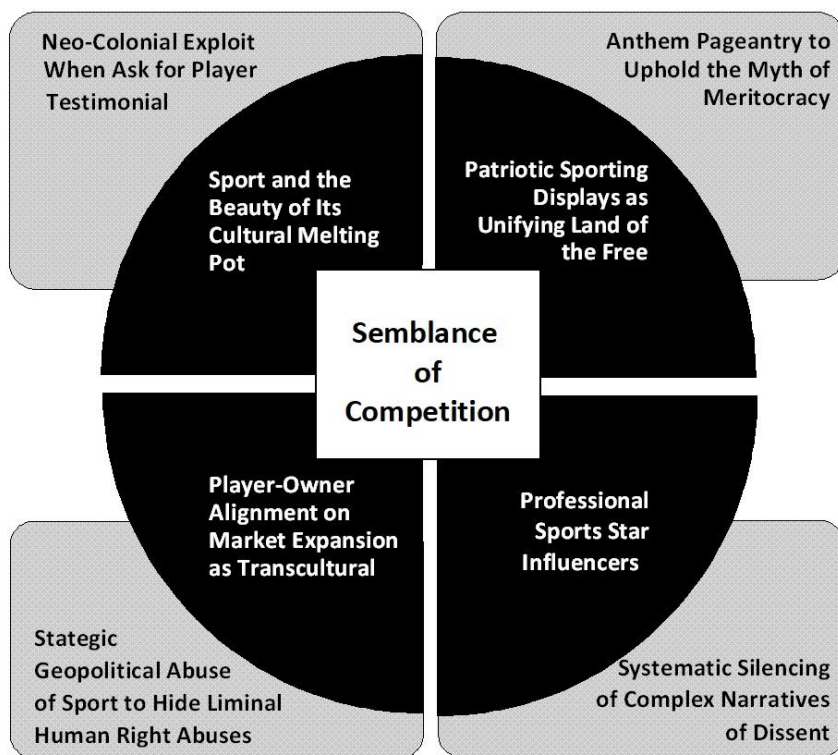 Neo-Colonial Exploit
When Ask for Player
Testimonial
Anthem Pageantry to
Uphold the Myth of
Meritocracy
Sport and the
Beauty of Its
Cultural Melting
Pot
Patriotic Sporting
Displays as
Unifying Land of
the Free
Semblance
of
Competition
Player-Owner
Alignment on
Market Expansion
as Transcultural
Professional
Sports Star
Influencers
Stategic
Geopolitical Abuse
of Sport to Hide Liminal
Human Right Abuses
Systematic Silencing
of Complex Narratives
of Dissent